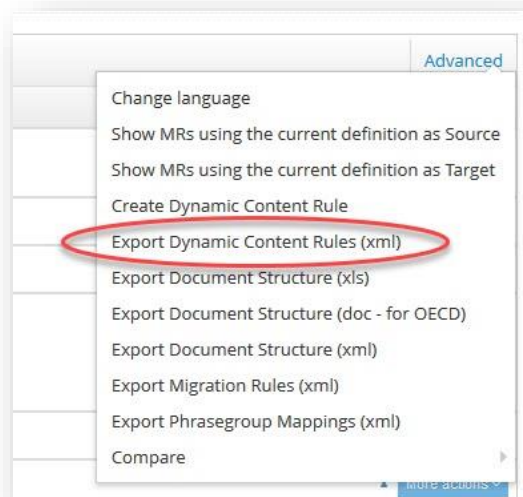 Advanced
Change language
Show MRs using the current definition as Source
Show MRs using the current definition as Target
Create Dynamic Content Rule
Export Dynamic Content Rules (xml)
Export Document Structure (xls)
Export Document Structure (doc - for OECD)
Export Document Structure (xml)
Export Migration Rules (xml)
Export Phrasegroup Mappings (xml)
Compare
More actions